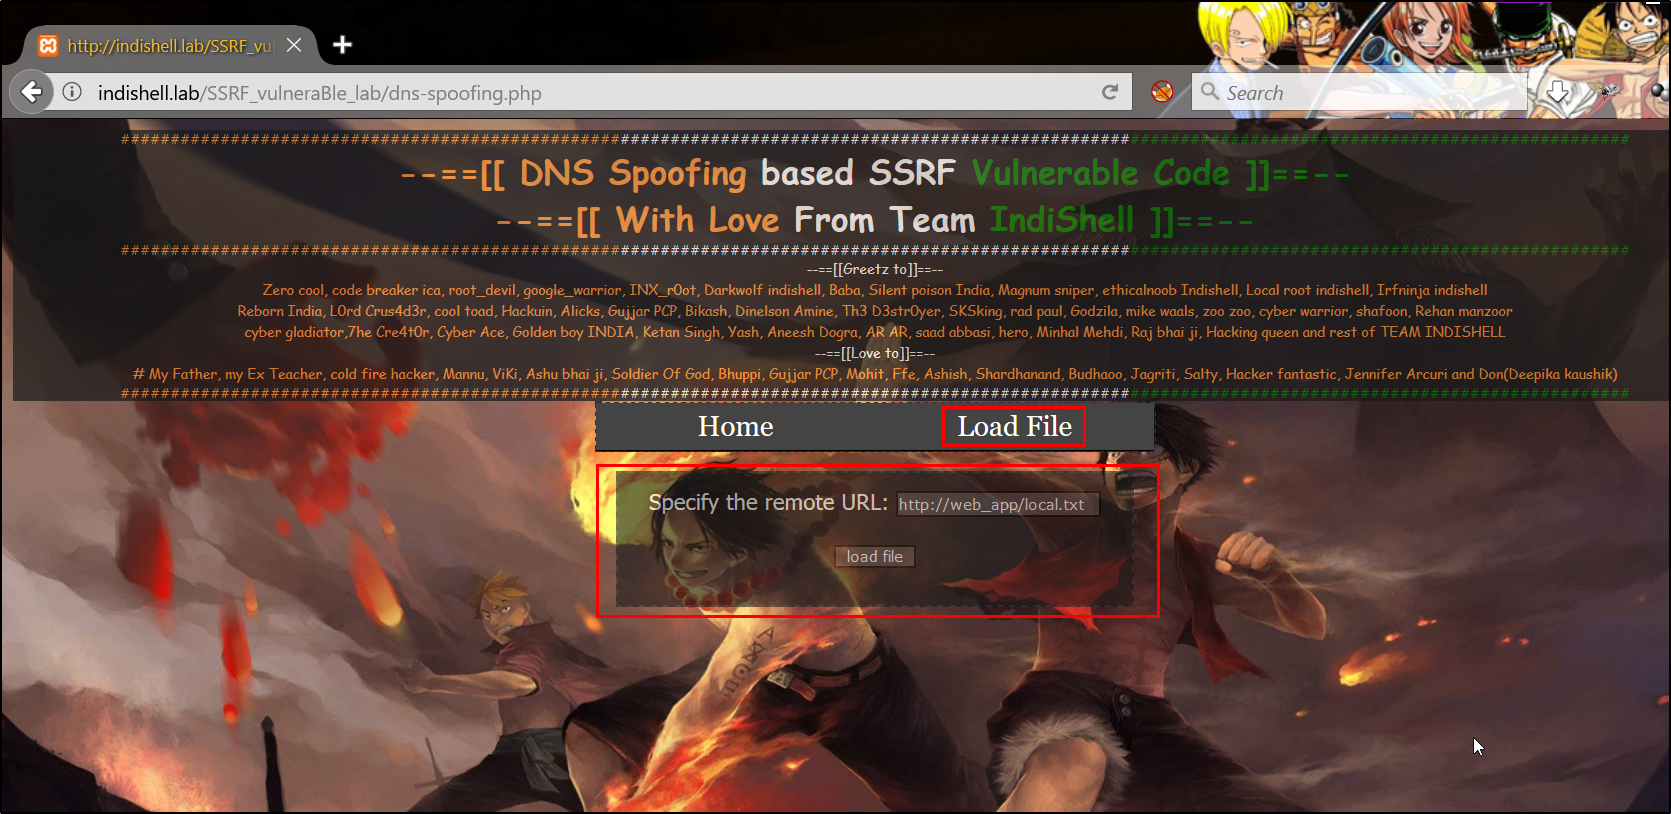 http://indishell.lab/SSRF_vu
indishell.lab/SSRF_vulneraBle_lab/dns-spoofing.php
Search
--==[[ DNS Spoofing based SSRF Vulnerable Code ]]==--
--==[[ With Love From Team IndiShell ]]==--
--==[[Greetz to]]==--
Zero cool, code breaker ica, root_devil, google_warrior, INX_r0ot, Darkwolf indishell, Baba, Silent poison India, Magnum sniper, ethicalnoob Indishell, Local root indishell, Irfninja indishell
Reborn India, L0rd Crus4d3r, cool toad, Hackuin, Alicks, Gujjar PCP, Bikash, Dinelson Amine, Th3 D3str0yer, SKSking, rad paul, Godzila, mike waals, zoo zoo, cyber warrior, shafoon, Rehan manzoor
cyber gladiator,7he Cre4t0r, Cyber Ace, Golden boy INDIA, Ketan Singh, Yash, Aneesh Dogra, AR AR, saad abbasi, hero, Minhal Mehdi, Raj bhai ji, Hacking queen and rest of TEAM INDISHELL
--==[[Love to]]==--
# My Father, my Ex Teacher, cold fire hacker, Mannu, ViKi, Ashu bhai ji, Soldier Of God, Bhuppi, Gujjar PCP, Mohit, Ffe, Ashish, Shardhanand, Budhaoo, Jagriti, Salty, Hacker fantastic, Jennifer Arcuri and Don(Deepika kaushik)
Home Load File
Specify the remote URL: http://web_app/local.txt
load file